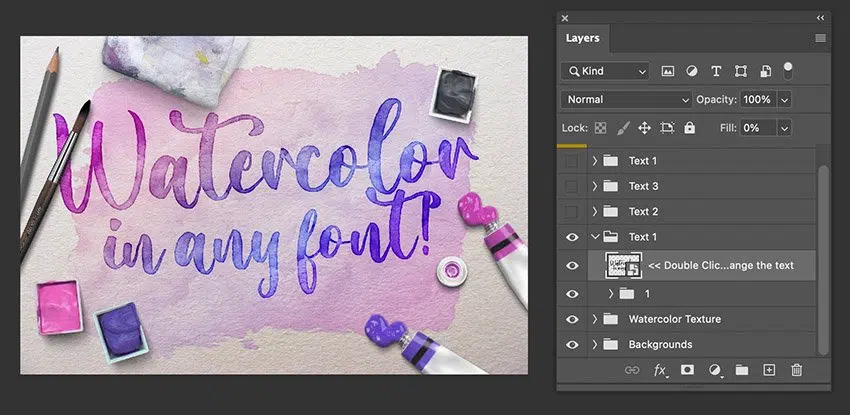 Watercolor
in any font!
Layers
Kind
Normal
Opacity: 100%
Lock:
Fill: 0%
Text 1
Text 3
Text 2
Text 1
<< Double Clic...ange the text
1
Watercolor Texture
Backgrounds